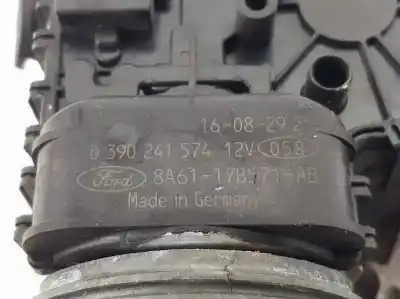 16-08-29 2
0 390 241 574 12V 058
Ford 8A61-17B571-AB
Made in Germany